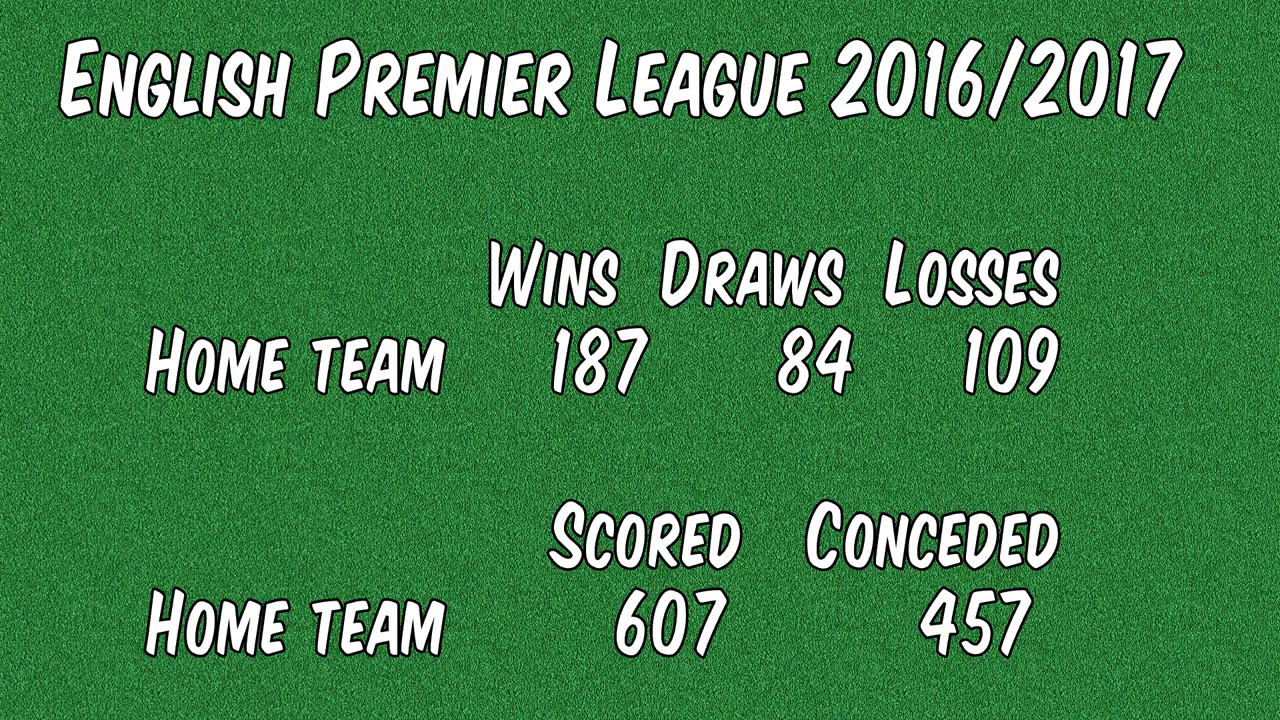 English Premier League 2016/2017
Wins Draws Losses
Home team 187 84 109
Scored Conceded
Home team 607 457